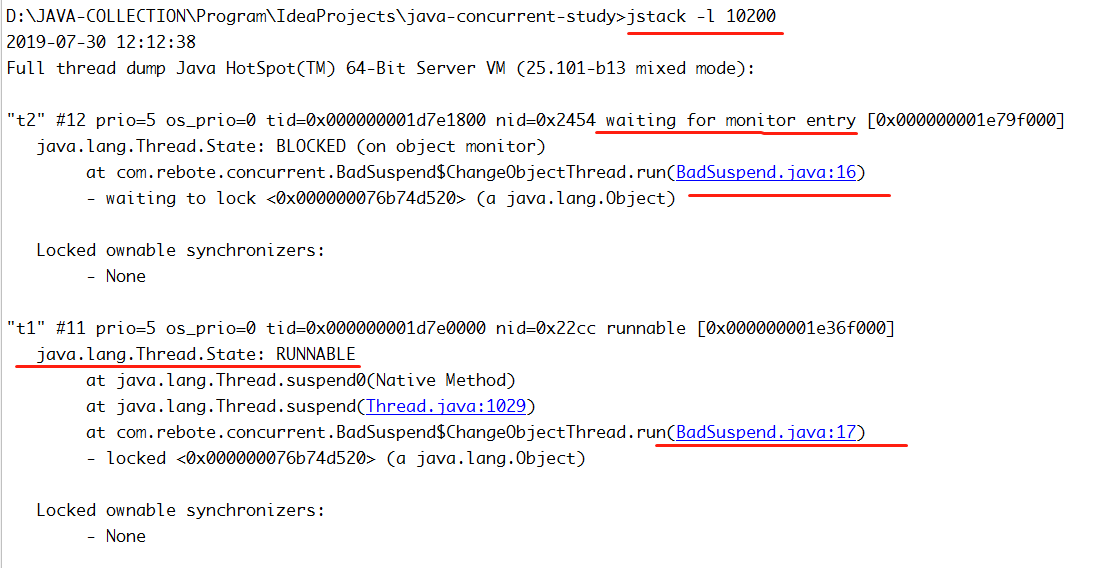 D:\JAVA-COLLECTION\Program\IdeaProjects\java-concurrent-study>jstack -l 10200
2019-07-30 12:12:38
Full thread dump Java HotSpot(TM) 64-Bit Server VM (25.101-b13 mixed mode):
"t2" #12 prio=5 os_prio=0 tid=0x000000001d7e1800 nid=0x2454 waiting for monitor entry [0x000000001e79f000]
java.lang.Thread.State: BLOCKED (on object monitor)
at com.rebote.concurrent.BadSuspend$ChangeObjectThread.run(BadSuspend.java:16)
- waiting to lock <0x000000076b74d520> (a java.lang.Object)
Locked ownable synchronizers:
- None
"t1" #11 prio=5 os_prio=0 tid=0x000000001d7e0000 nid=0x22cc runnable [0x000000001e36f000]
java.lang.Thread.State: RUNNABLE
at java.lang.Thread.suspend0(Native Method)
at java.lang.Thread.suspend(Thread.java:1029)
at com.rebote.concurrent.BadSuspend$ChangeObjectThread.run(BadSuspend.java:17)
- locked <0x000000076b74d520> (a java.lang.Object)
Locked ownable synchronizers:
- None